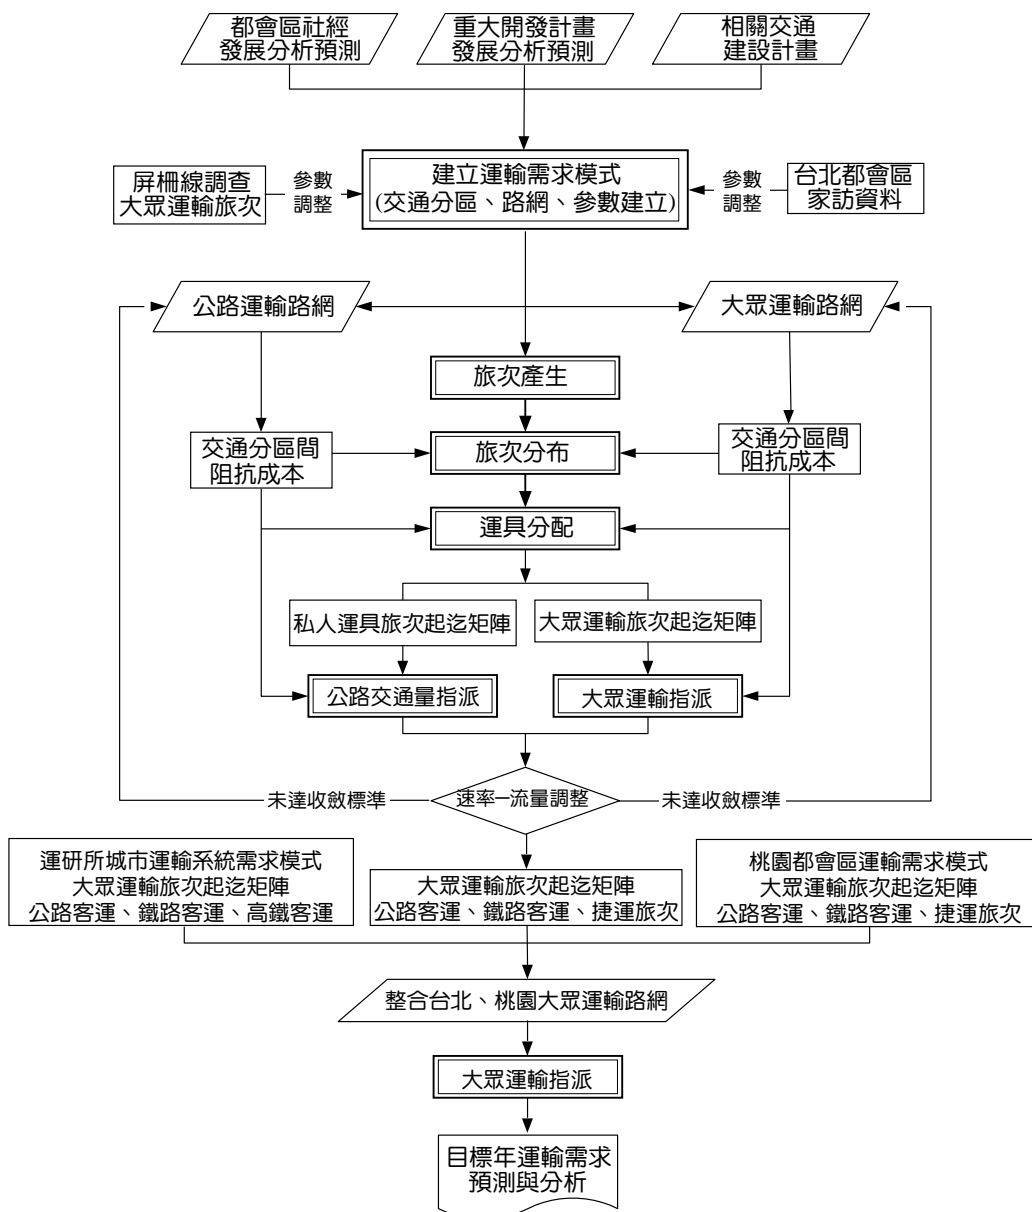 都會區社經
發展分析預測
重大開發計畫
發展分析預測
相關交通
建設計畫
屏柵線調查
大眾運輸旅次
參數
調整
建立運輸需求模式
(交通分區、路網、參數建立)
參數
調整
台北都會區
家訪資料
公路運輸路網
大眾運輸路網
旅次產生
交通分區間
阻抗成本
旅次分布
交通分區間
阻抗成本
運具分配
私人運具旅次起迄矩陣
大眾運輸旅次起迄矩陣
公路交通量指派
大眾運輸指派
未達收斂標準
速率─流量調整
未達收斂標準
運研所城市運輸系統需求模式
大眾運輸旅次起迄矩陣
公路客運、鐵路客運、高鐵客運
大眾運輸旅次起迄矩陣
公路客運、鐵路客運、捷運旅次
桃園都會區運輸需求模式
大眾運輸旅次起迄矩陣
公路客運、鐵路客運、捷運旅次
整合台北、桃園大眾運輸路網
大眾運輸指派
目標年運輸需求
預測與分析